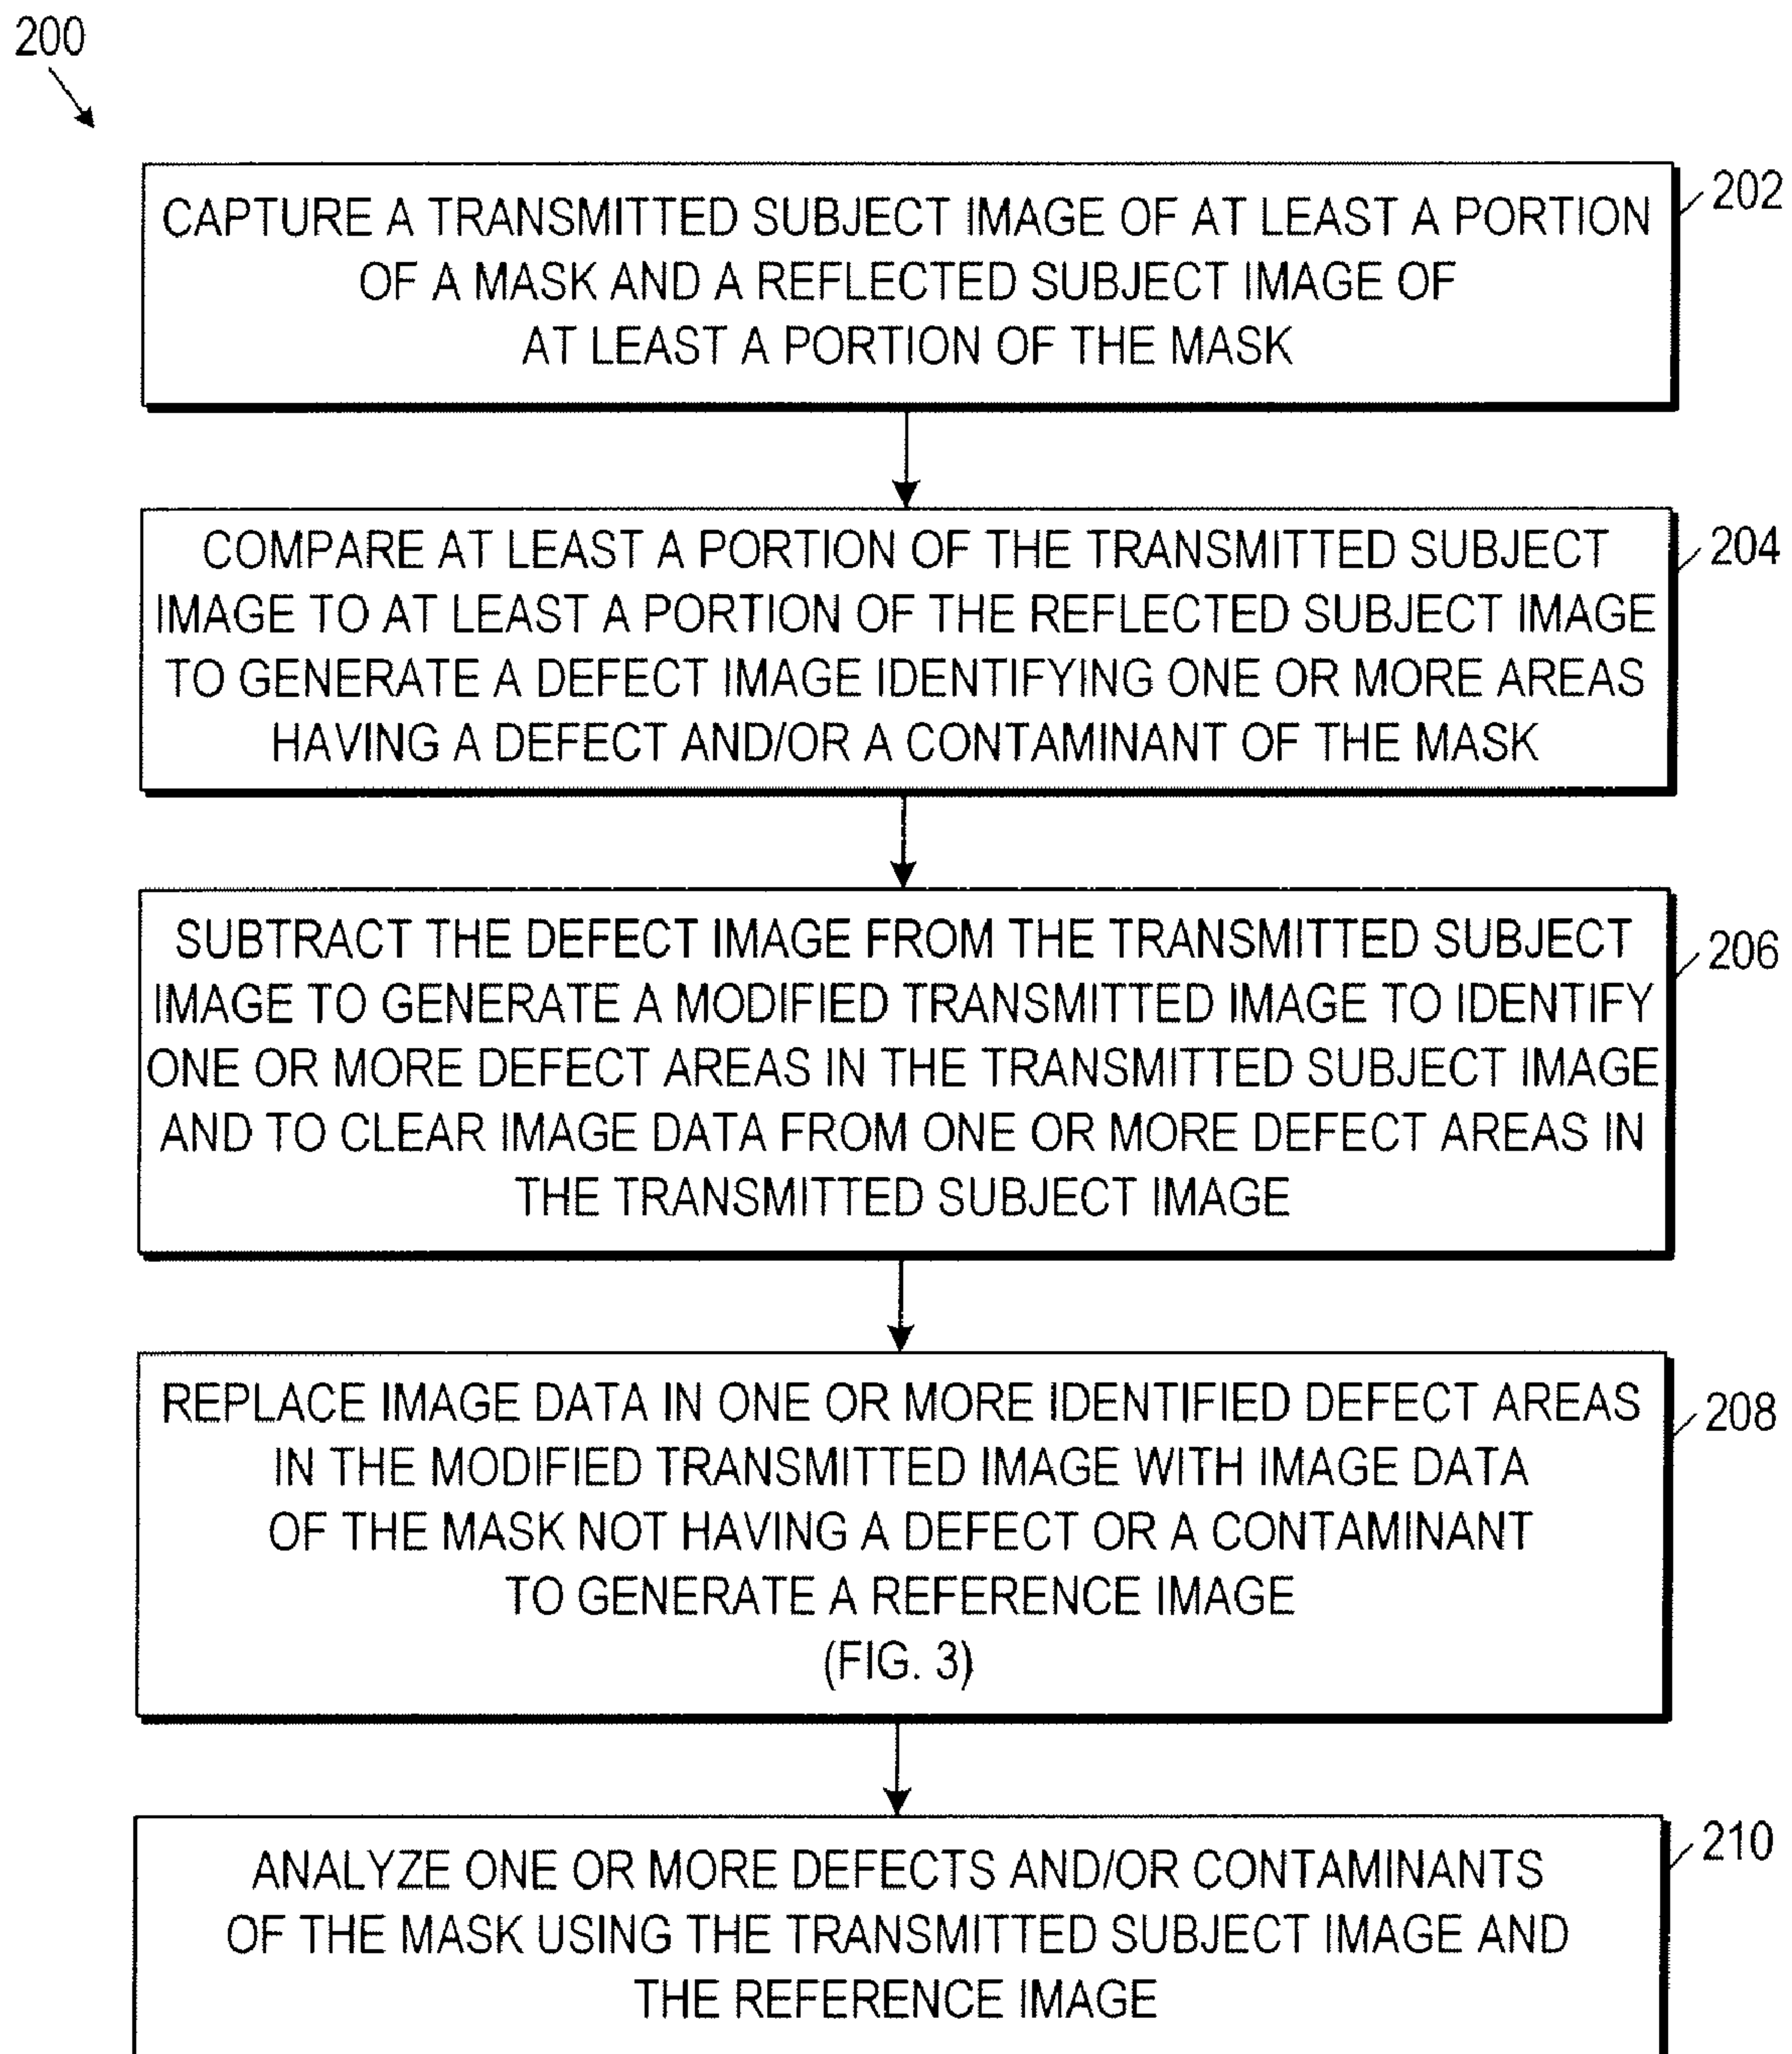 200
CAPTURE A TRANSMITTED SUBJECT IMAGE OF AT LEAST A PORTION
OF A MASK AND A REFLECTED SUBJECT IMAGE OF
AT LEAST A PORTION OF THE MASK
202
COMPARE AT LEAST A PORTION OF THE TRANSMITTED SUBJECT
IMAGE TO AT LEAST A PORTION OF THE REFLECTED SUBJECT IMAGE
TO GENERATE A DEFECT IMAGE IDENTIFYING ONE OR MORE AREAS
HAVING A DEFECT AND/OR A CONTAMINANT OF THE MASK
204
SUBTRACT THE DEFECT IMAGE FROM THE TRANSMITTED SUBJECT
IMAGE TO GENERATE A MODIFIED TRANSMITTED IMAGE TO IDENTIFY
ONE OR MORE DEFECT AREAS IN THE TRANSMITTED SUBJECT IMAGE
AND TO CLEAR IMAGE DATA FROM ONE OR MORE DEFECT AREAS IN
THE TRANSMITTED SUBJECT IMAGE
206
REPLACE IMAGE DATA IN ONE OR MORE IDENTIFIED DEFECT AREAS
IN THE MODIFIED TRANSMITTED IMAGE WITH IMAGE DATA
OF THE MASK NOT HAVING A DEFECT OR A CONTAMINANT
TO GENERATE A REFERENCE IMAGE
(FIG. 3)
208
ANALYZE ONE OR MORE DEFECTS AND/OR CONTAMINANTS
OF THE MASK USING THE TRANSMITTED SUBJECT IMAGE AND
THE REFERENCE IMAGE
210